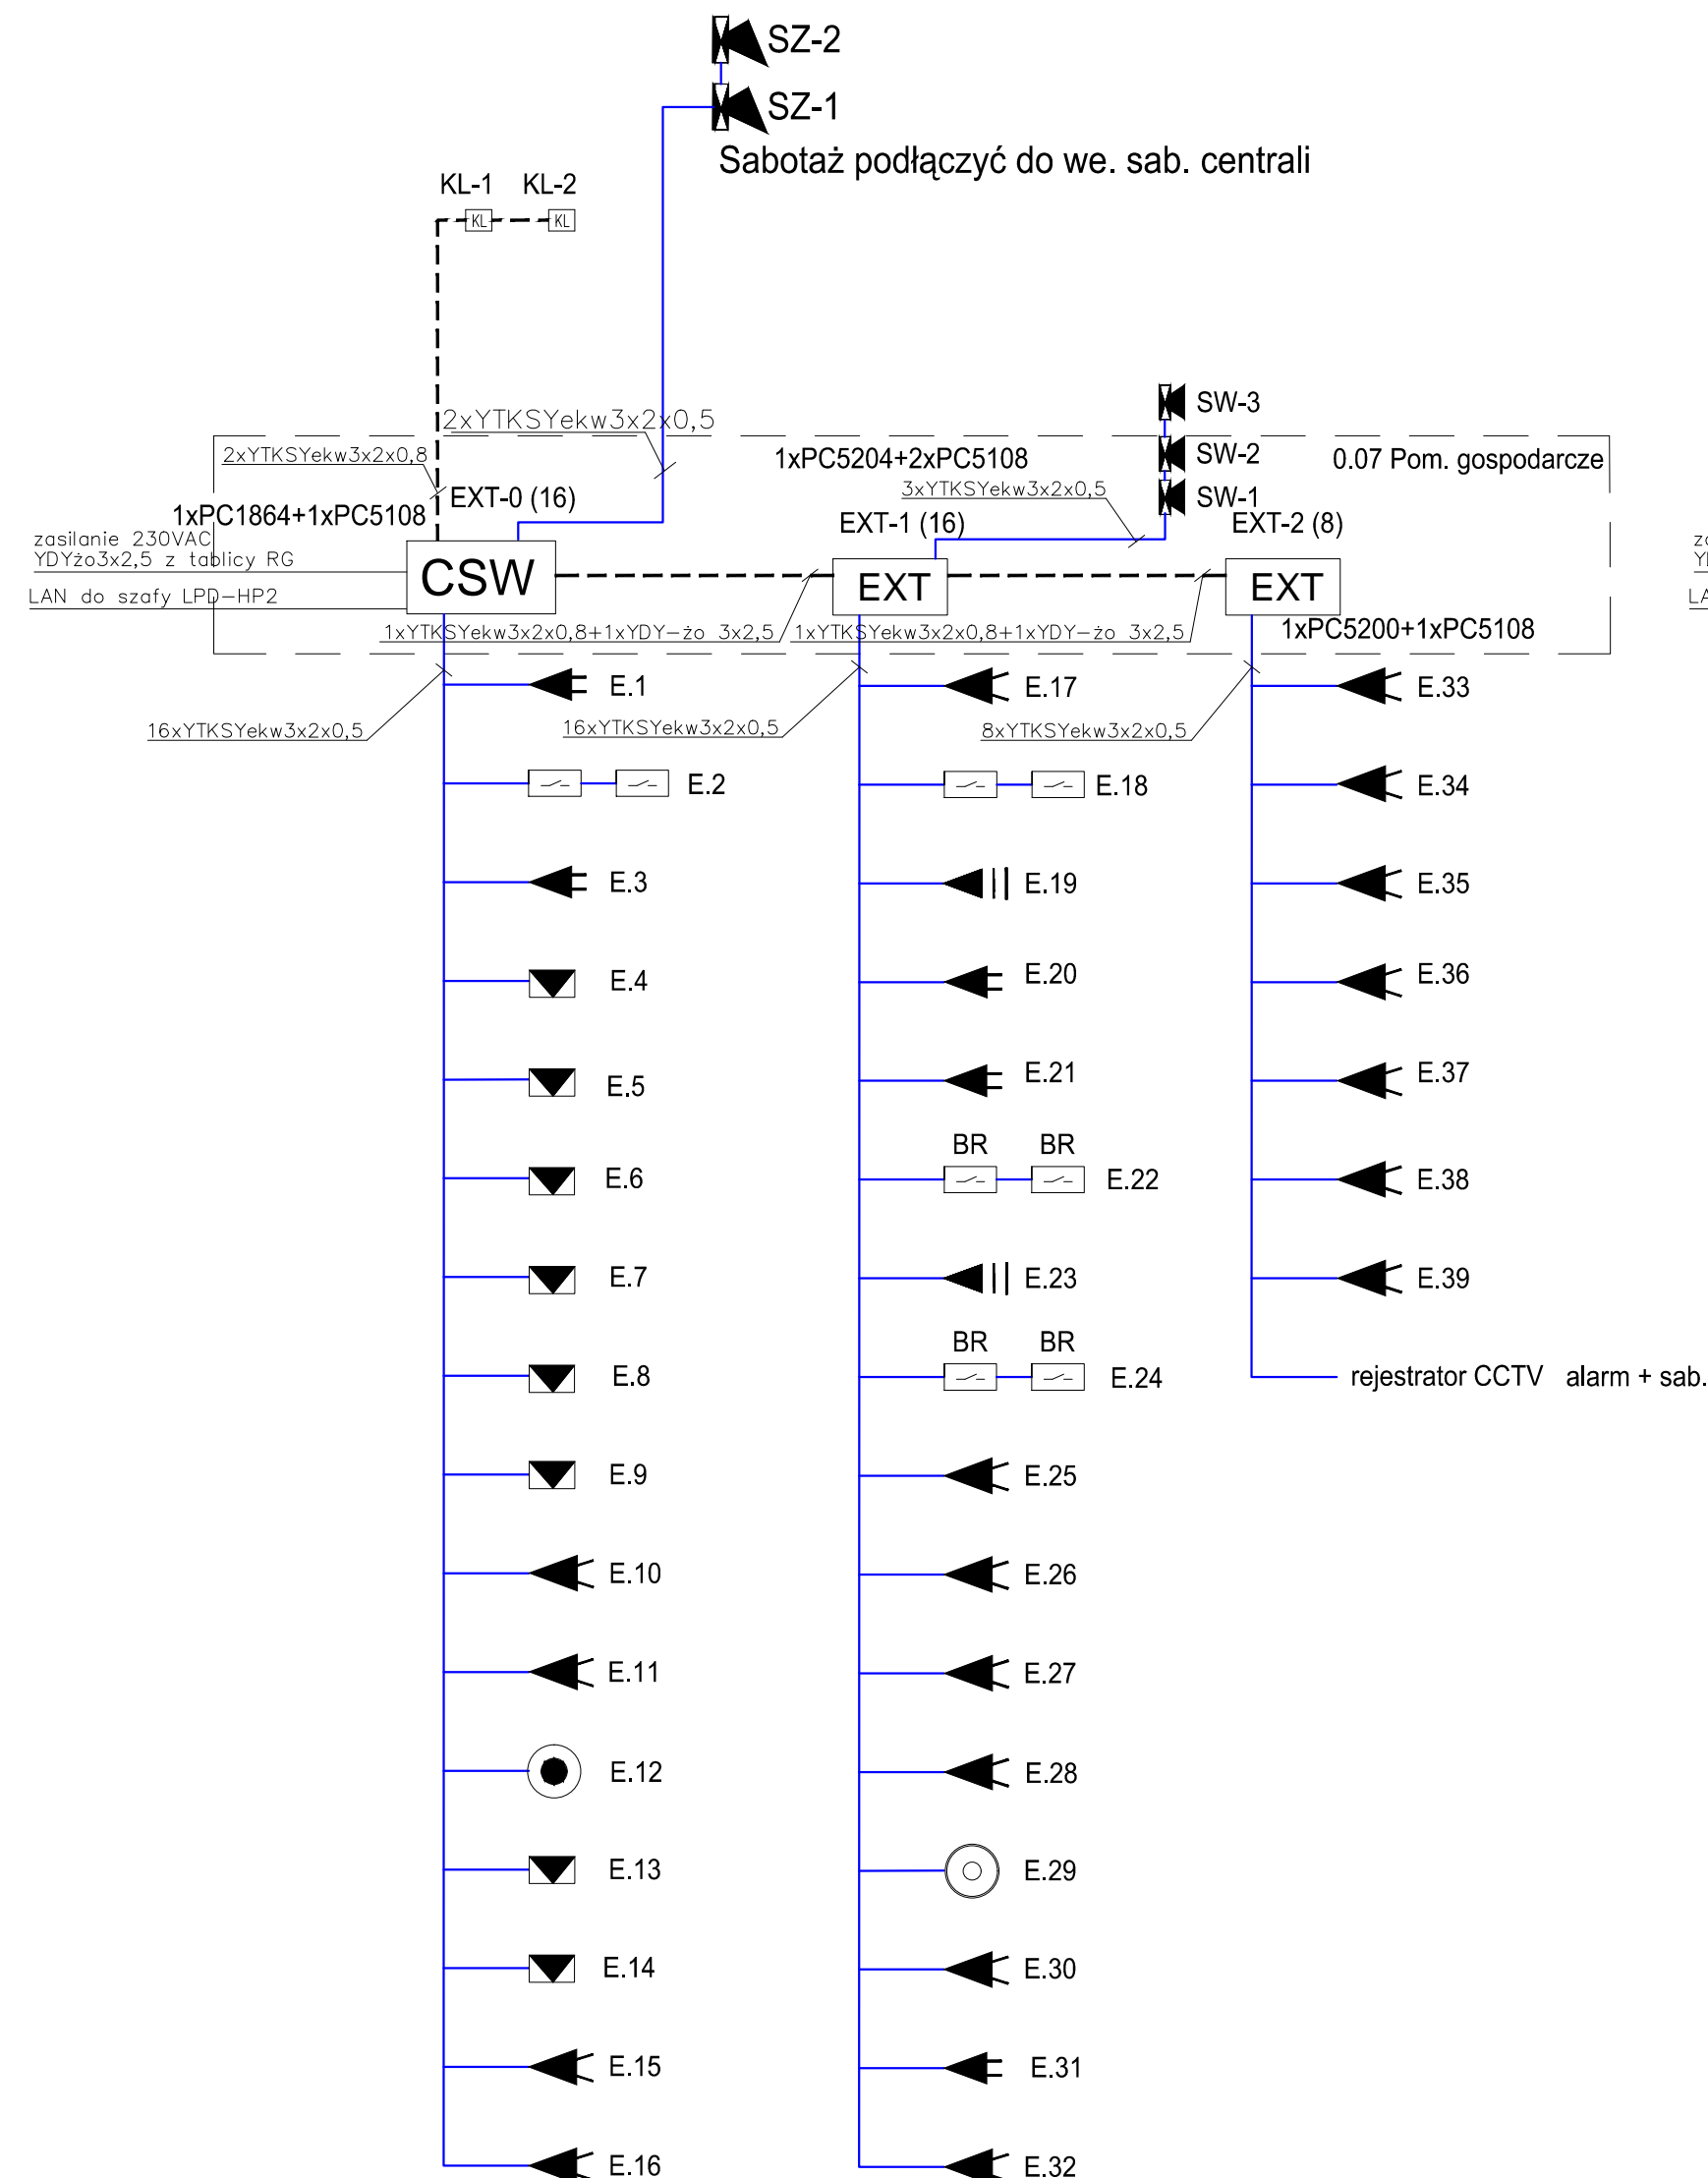 SZ-2
SZ-1
Sabotaż podłączyć do we. sab. centrali
KL-1 KL-2
KL KL
SW-3
2xYTKSYekw3x2x0,5
2xYTKSYekw3x2x0,8
1xPC5204+2xPC5108
SW-2
0.07 Pom. gospodarcze
3xYTKSYekw3x2x0,5
SW-1
EXT-0 (16)
1xPC1864+1xPC5108
EXT-1 (16)
EXT-2 (8)
zasilanie 230VAC
YDYżo3x2,5 z tablicy RG
LAN do szafy LPD-HP2
CSW
EXT
EXT
1xYTKSYekw3x2x0,8+1xYDY-żo 3x2,5
1xYTKSYekw3x2x0,8+1xYDY-żo 3x2,5
1xPC5200+1xPC5108
16xYTKSYekw3x2x0,5
16xYTKSYekw3x2x0,5
8xYTKSYekw3x2x0,5
E.1
E.2
E.3
E.4
E.5
E.6
E.7
E.8
E.9
E.10
E.11
E.12
E.13
E.14
E.15
E.16
E.17
E.18
E.19
E.20
E.21
BR BR
E.22
E.23
BR BR
E.24
E.25
E.26
E.27
E.28
E.29
E.30
E.31
E.32
E.33
E.34
E.35
E.36
E.37
E.38
E.39
rejestrator CCTV alarm + sab.